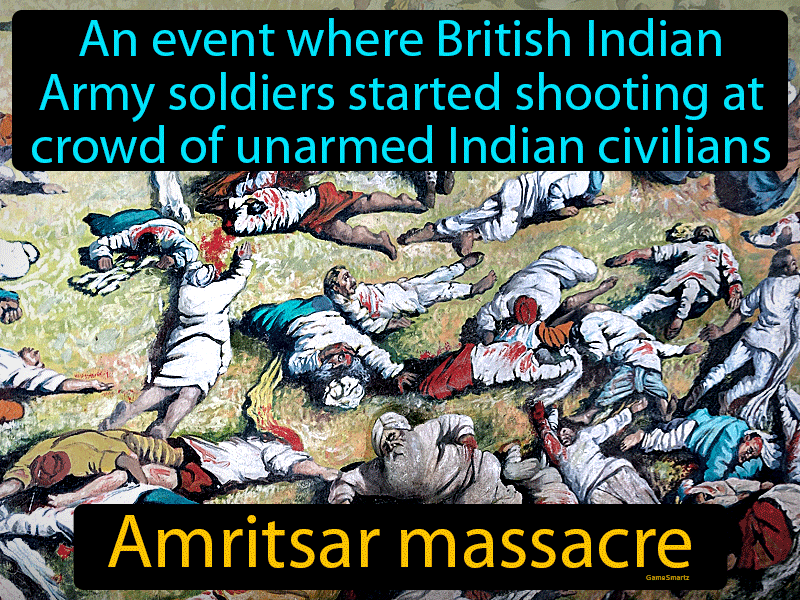 An event where British Indian
Army soldiers started shooting at
crowd of unarmed Indian civilians
Amritsar massacre
GameSmartz